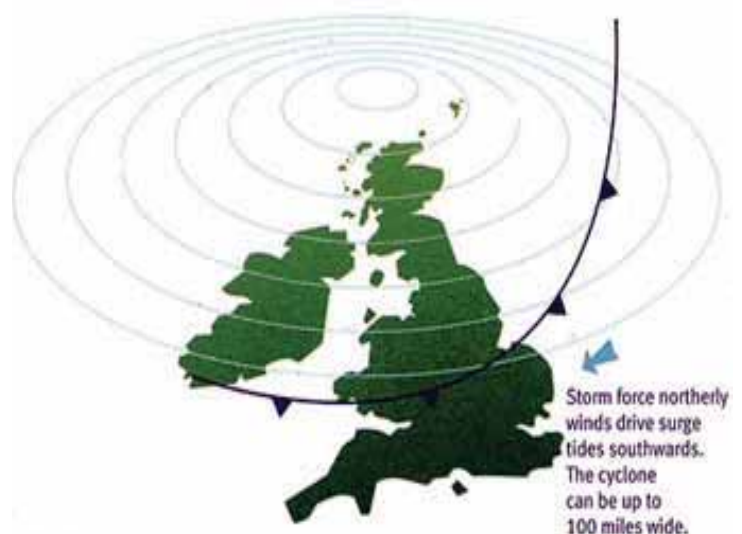 Storm force northerly
winds drive surge
tides southwards.
The cyclone
can be up to
100 miles wide.